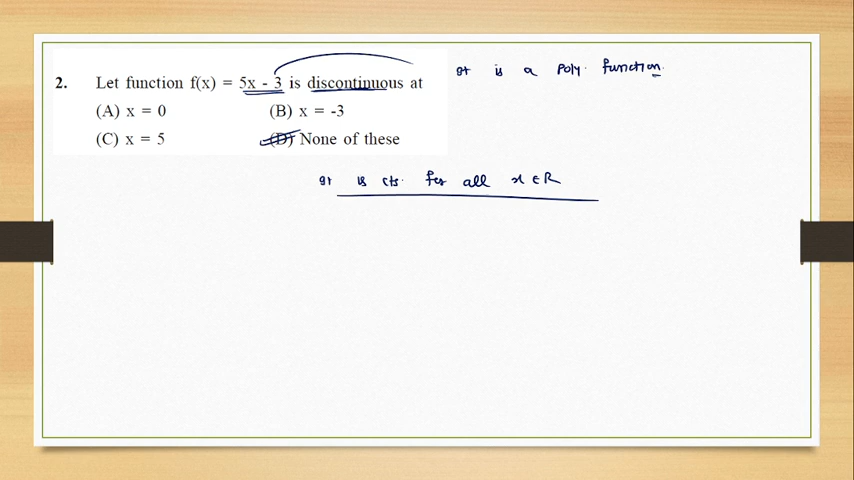 2. Let function f(x) = 5x - 3 is discontinuous at
It is a poly. function.
(A) x = 0 (B) x = -3
(C) x = 5 (D) None of these
It is cts. for all x ∈ R